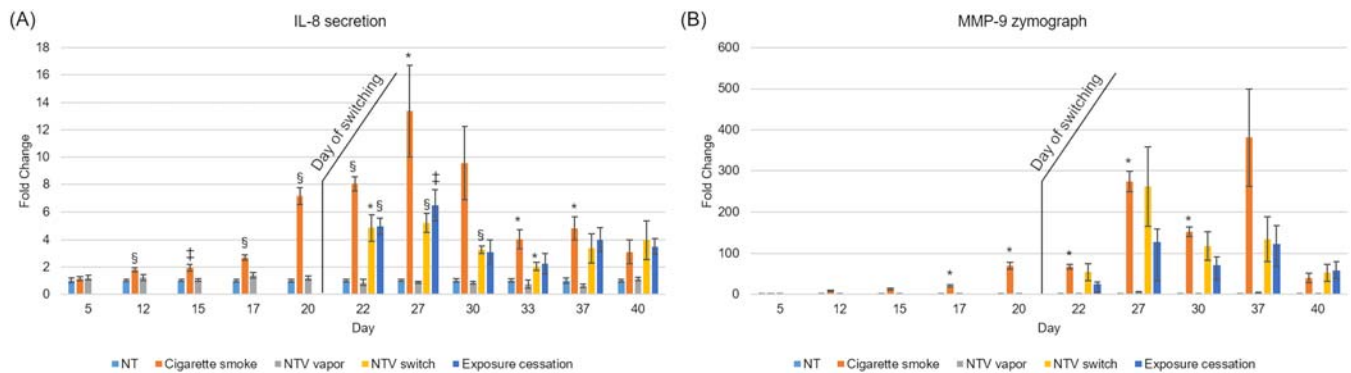 (A)
IL-8 secretion
18
16
14
12
10
8
6
4
2
0
Fold Change
* 
§
‡
§
§
Day of switching
§
*
§
*
§
‡
§
*
*
*
5
12
15
17
20
22
27
30
33
37
40
Day
NT
Cigarette smoke
NTV vapor
NTV switch
Exposure cessation
(B)
MMP-9 zymograph
600
500
400
300
200
100
0
Fold Change
*
*
Day of switching
*
*
*
5
12
15
17
20
22
27
30
37
40
Day
NT
Cigarette smoke
NTV vapor
NTV switch
Exposure cessation